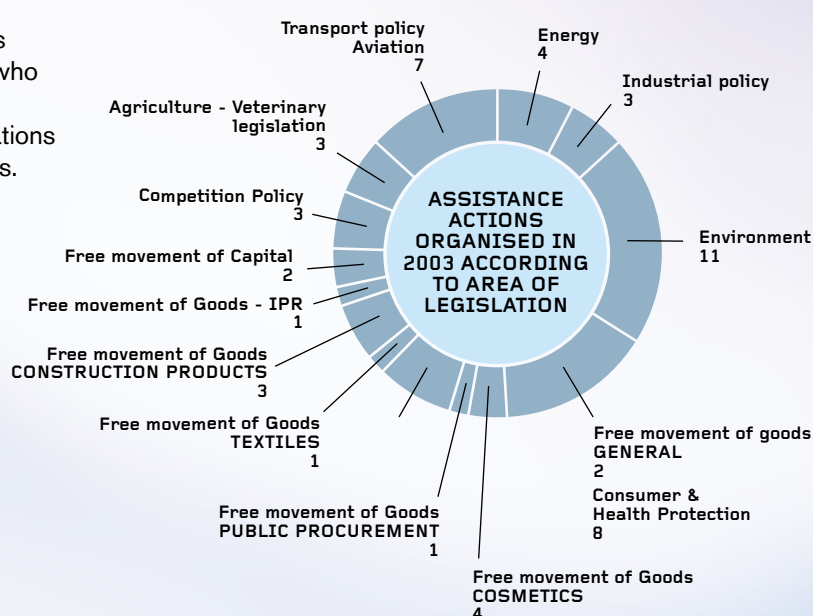 s
who
ations
s.
Transport policy
Aviation
7
Energy
4
Industrial policy
3
Agriculture - Veterinary
legislation
3
Competition Policy
3
Free movement of Capital
2
Free movement of Goods - IPR
1
Free movement of Goods
CONSTRUCTION PRODUCTS
3
Free movement of Goods
TEXTILES
1
Free movement of Goods
PUBLIC PROCUREMENT
1
Free movement of Goods
COSMETICS
4
Free movement of goods
GENERAL
2
Consumer &
Health Protection
8
Environment
11
ASSISTANCE
ACTIONS
ORGANISED IN
2003 ACCORDING
TO AREA OF
LEGISLATION